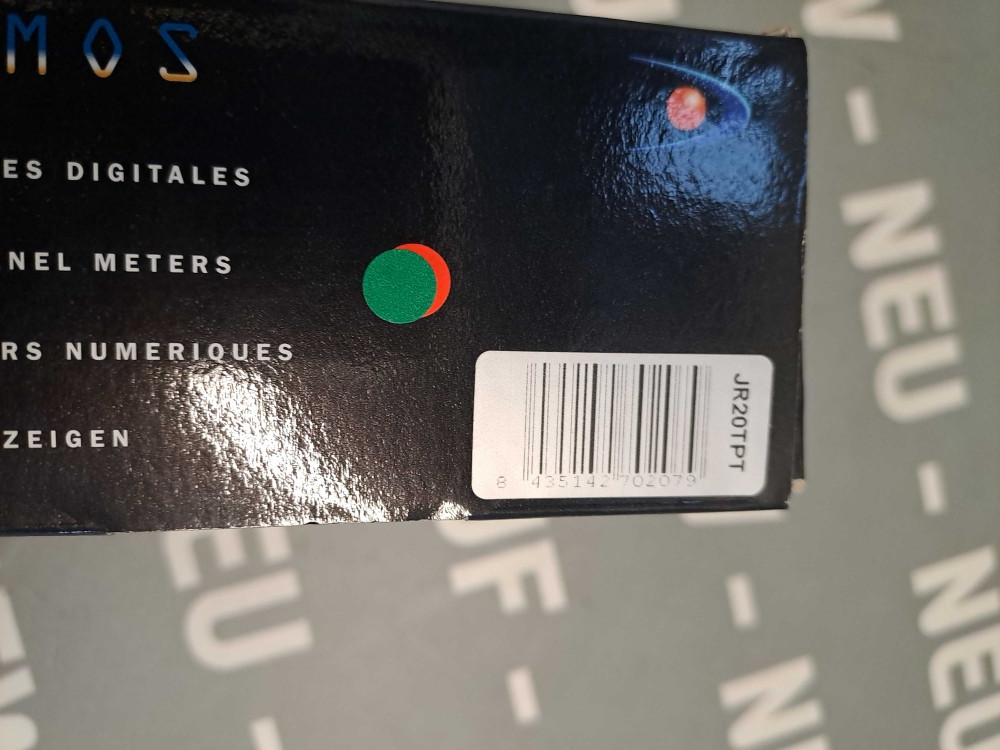 MOS
ES DIGITALES
NEL METERS
RS NUMERIQUES
ZEIGEN
JR20TPT
8 435142 702079
NEU
NEU
NEU
NEU